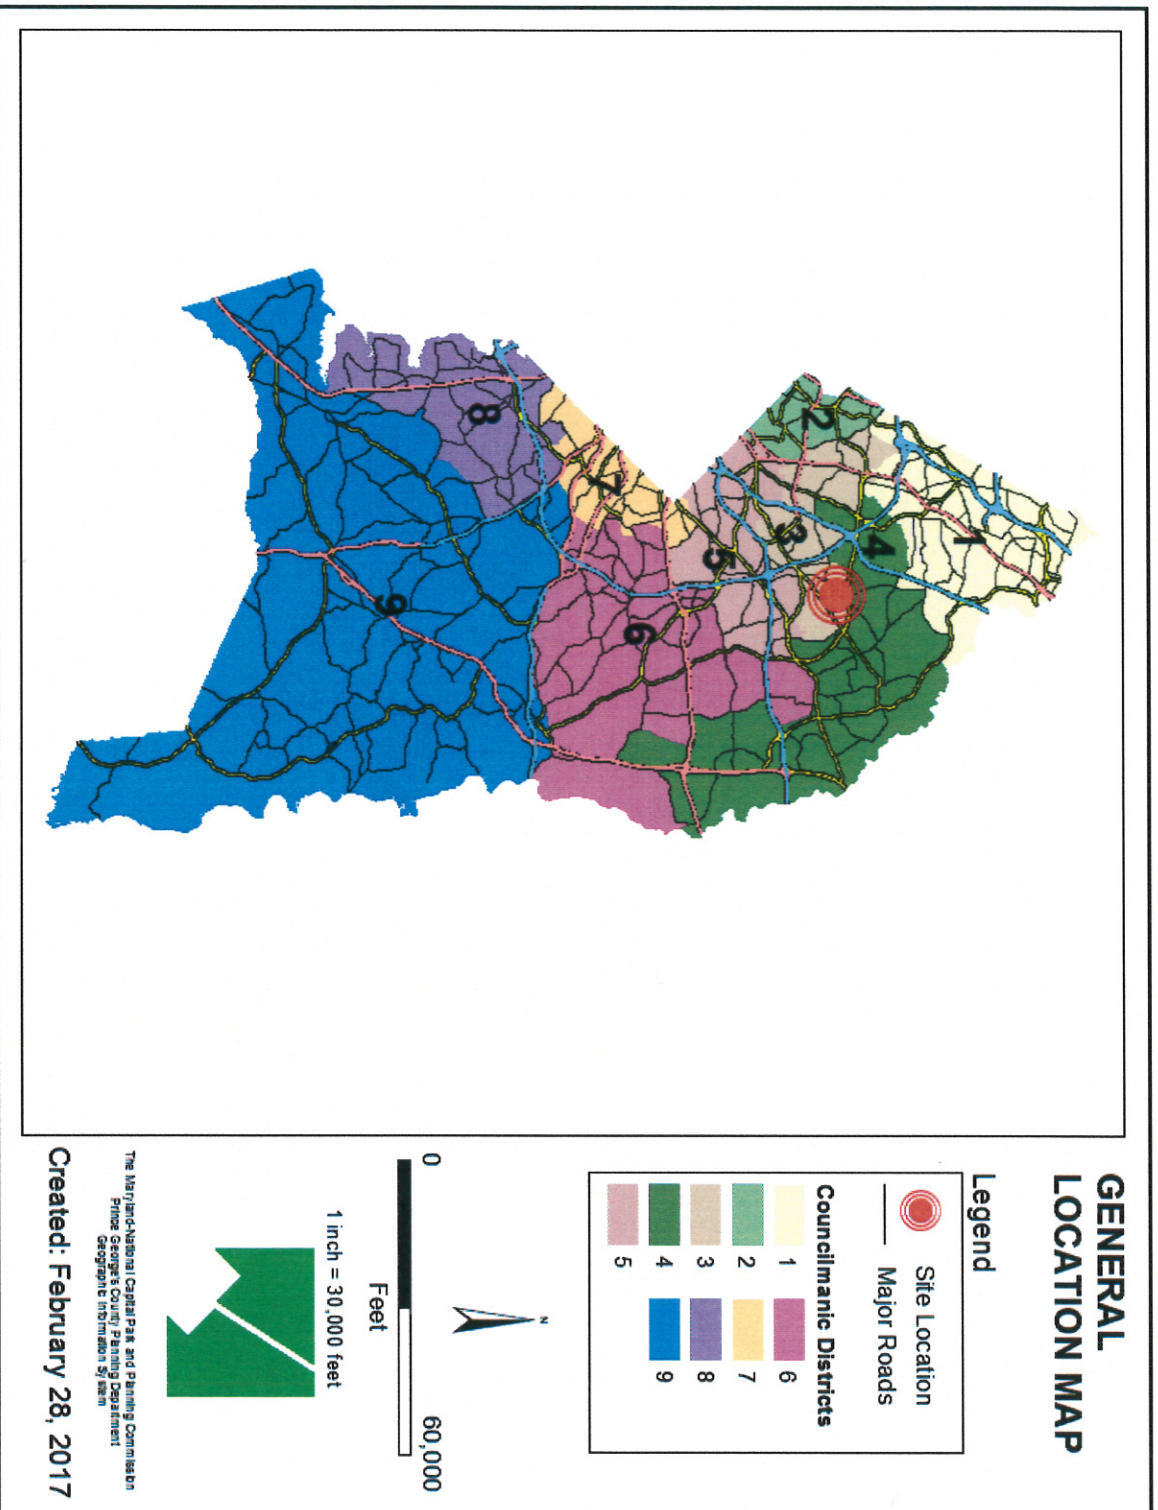 GENERAL
LOCATION MAP
Legend
Site Location
Major Roads
Councilmanic Districts
1
2
3
4
5
6
7
8
9
N
0
60,000
Feet
1 inch = 30,000 feet
The Maryland-National Capital Park and Planning Commission
Prince George's County Planning Department
Geographic Information System
Created: February 28, 2017
1
2
4
3
5
7
6
8
9